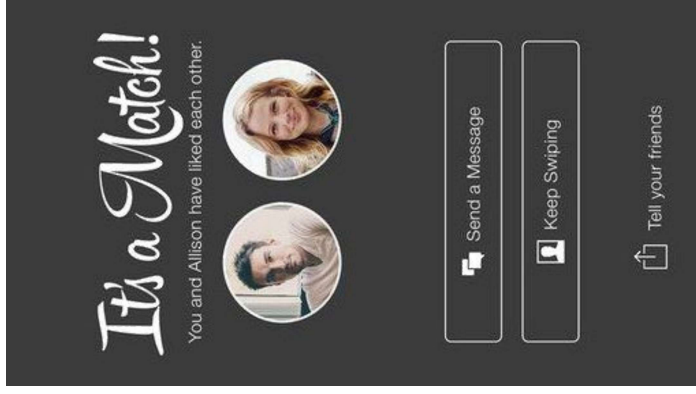 It's a Match!
You and Allison have liked each other.
Send a Message
Keep Swiping
Tell your friends